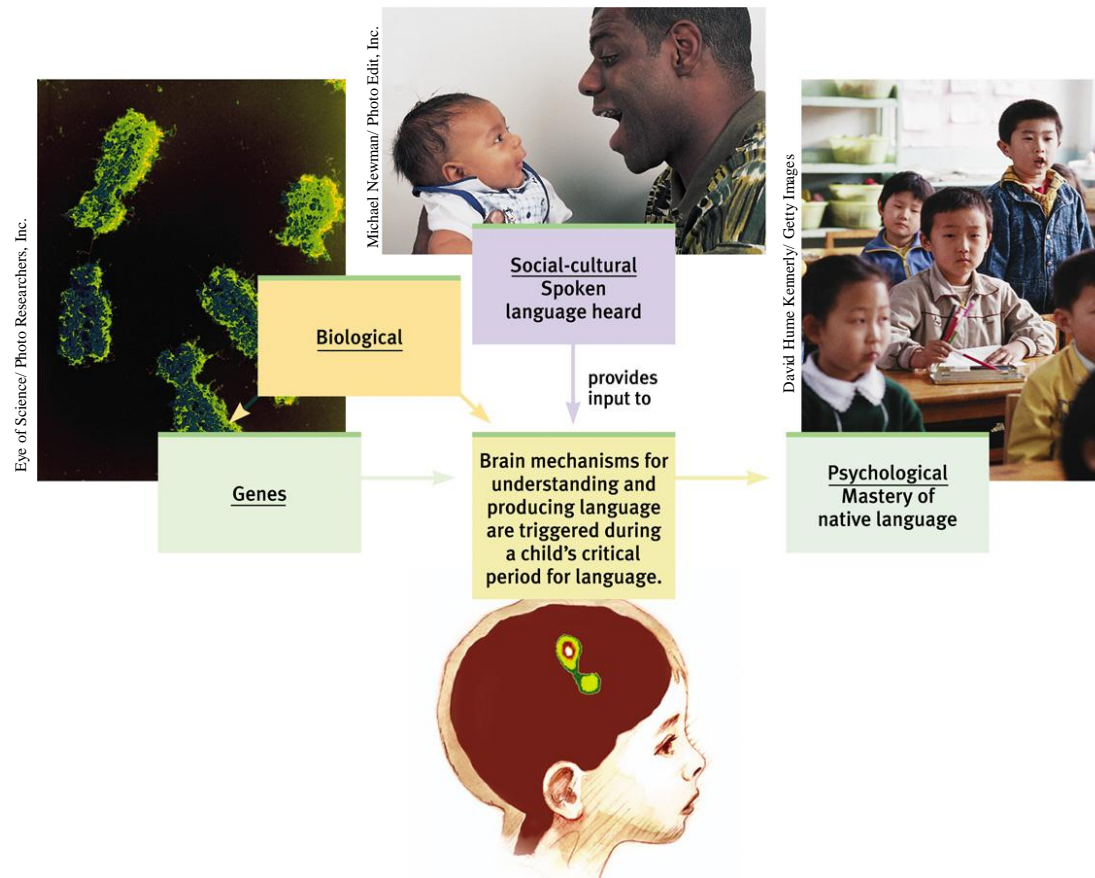 Eye of Science/ Photo Researchers, Inc.
Michael Newman/ Photo Edit, Inc.
David Hume Kennerly/ Getty Images
Social-cultural
Spoken
language heard
Biological
provides
input to
Genes
Brain mechanisms for
understanding and
producing language
are triggered during
a child’s critical
period for language.
Psychological
Mastery of
native language